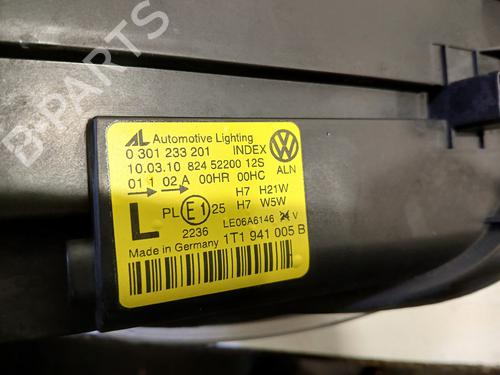 B-PARTS
AL Automotive Lighting
0 301 233 201 INDEX
10.03.10 824 52200 12S ALN
01 1 02 A 00HR 00HC
H7 H21W
L PL E1 25 H7 W5W
2236 LE06A6146 V
Made in Germany 1T1 941 005 B